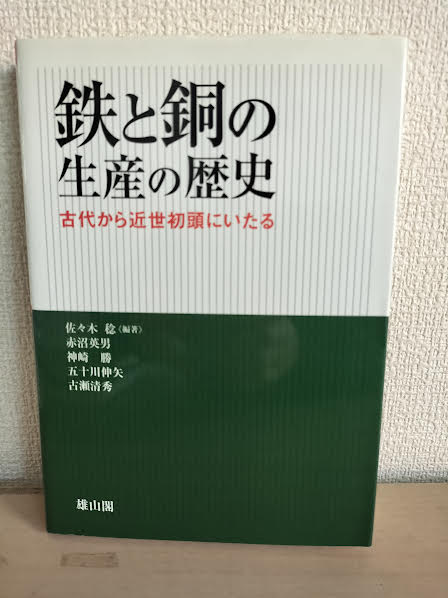 鉄と銅の
生産の歴史
古代から近世初頭にいたる
佐々木 稔〈編著〉
赤沼英男
神崎 勝
五十川伸矢
古瀬清秀
雄山閣